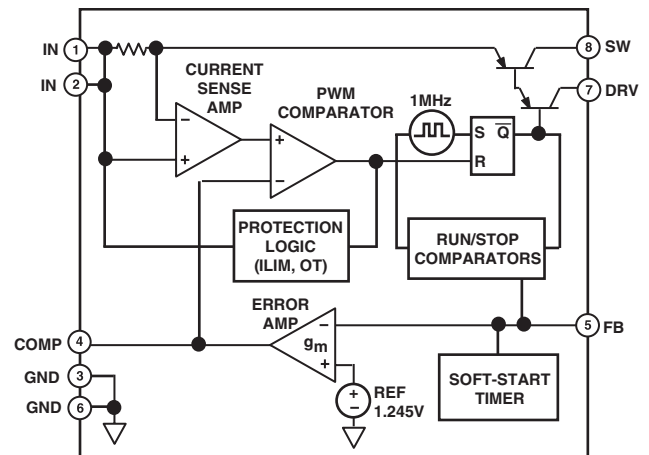 IN 1
8 SW
IN 2
7 DRV
CURRENT
SENSE
AMP
PWM
COMPARATOR
1MHz
−
+
+
−
S Q̅
R
PROTECTION
LOGIC
(ILIM, OT)
RUN/STOP
COMPARATORS
ERROR
AMP
−
gm
+
5 FB
COMP 4
GND 3
GND 6
+
−
REF
1.245V
SOFT-START
TIMER